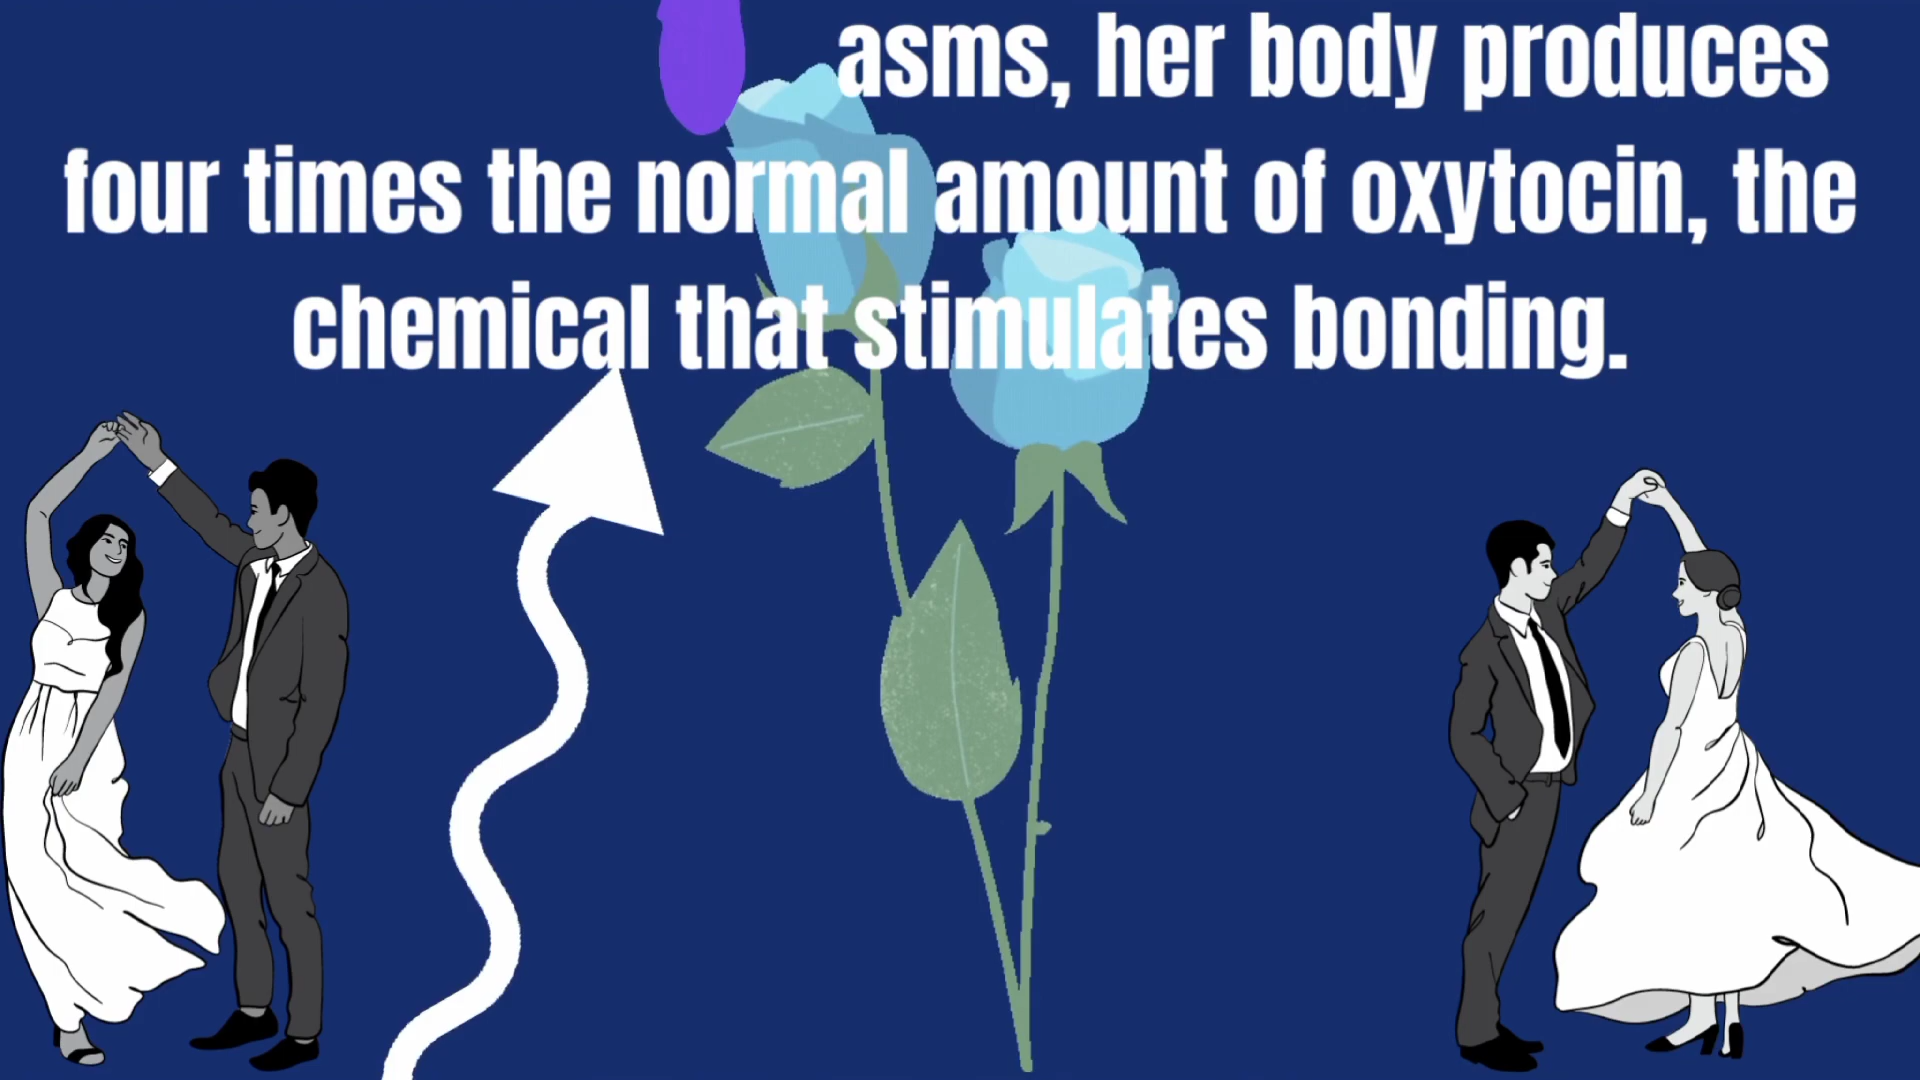 asms, her body produces
four times the normal amount of oxytocin, the
chemical that stimulates bonding.